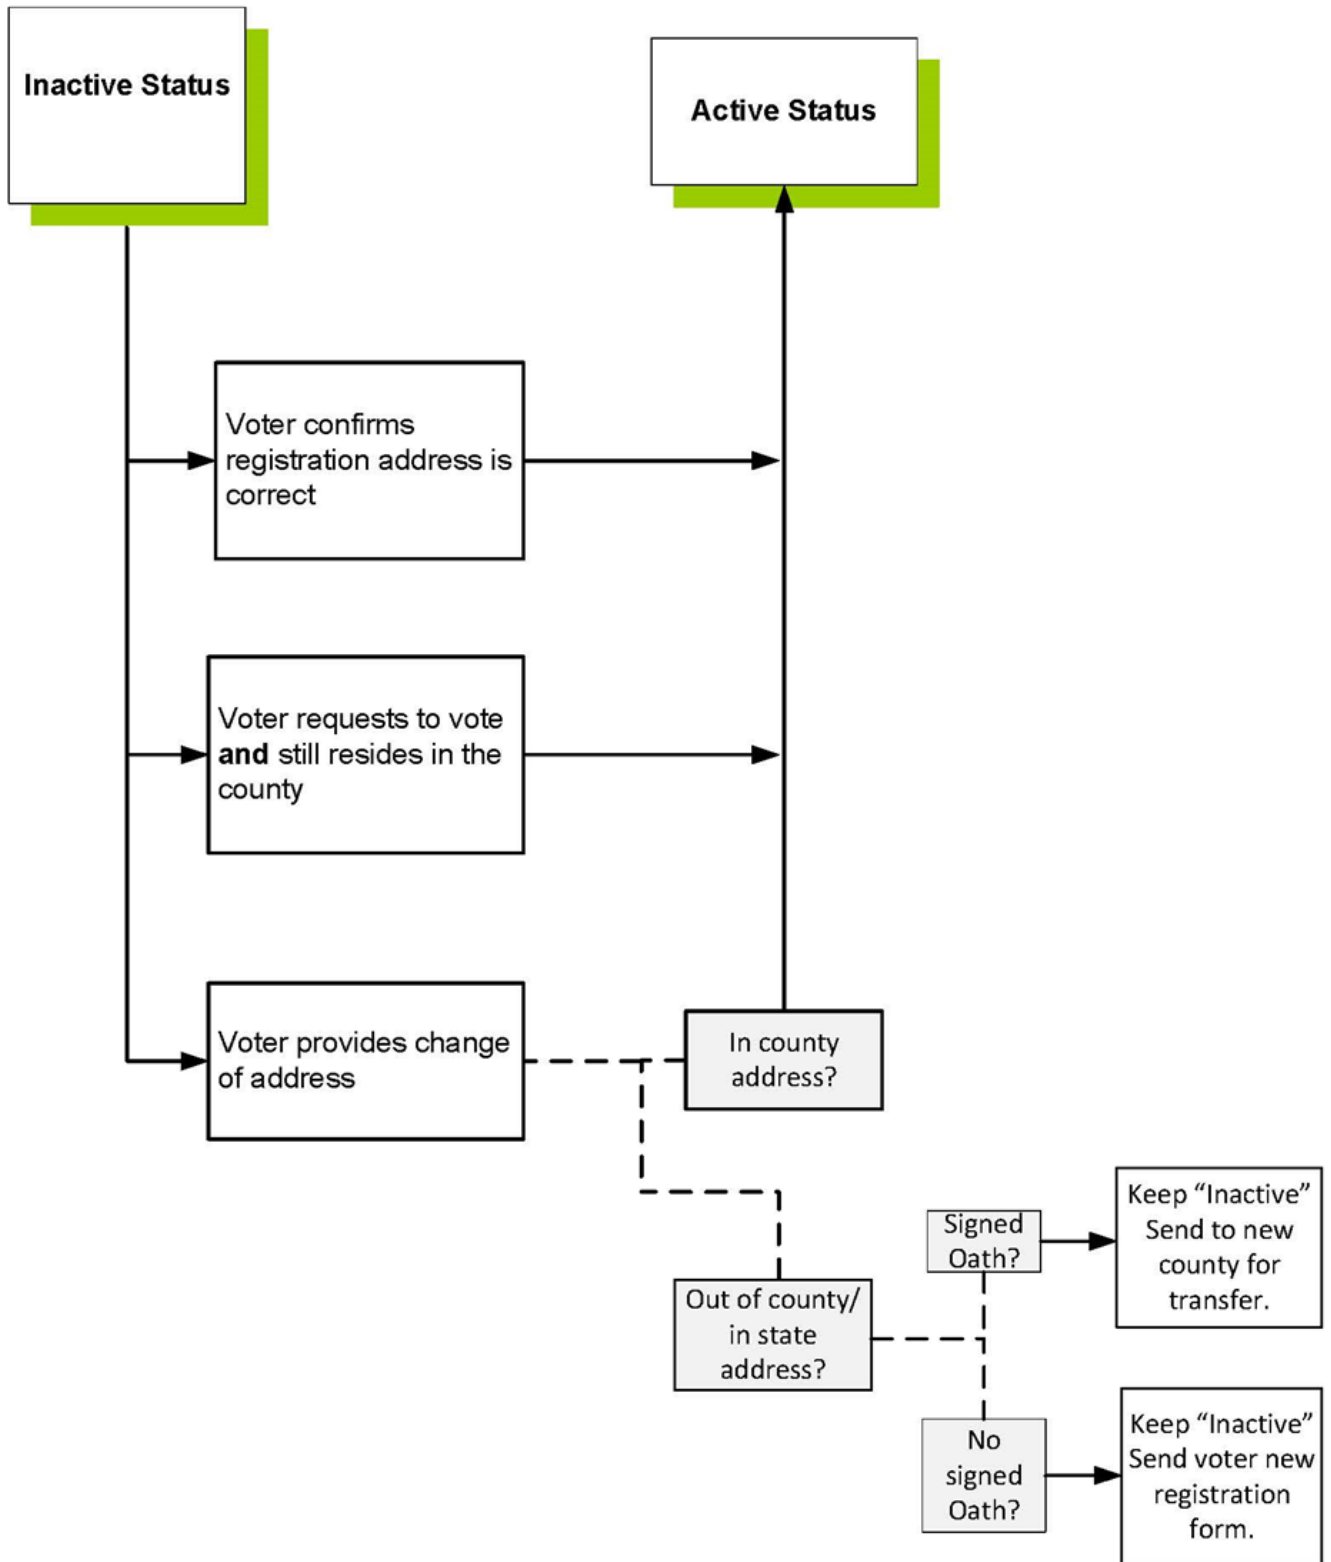 Inactive Status
Active Status
Voter confirms
registration address is
correct
Voter requests to vote
and still resides in the
county
Voter provides change
of address
In county
address?
Out of county/
in state
address?
Signed
Oath?
Keep “Inactive”
Send to new
county for
transfer.
No
signed
Oath?
Keep “Inactive”
Send voter new
registration
form.